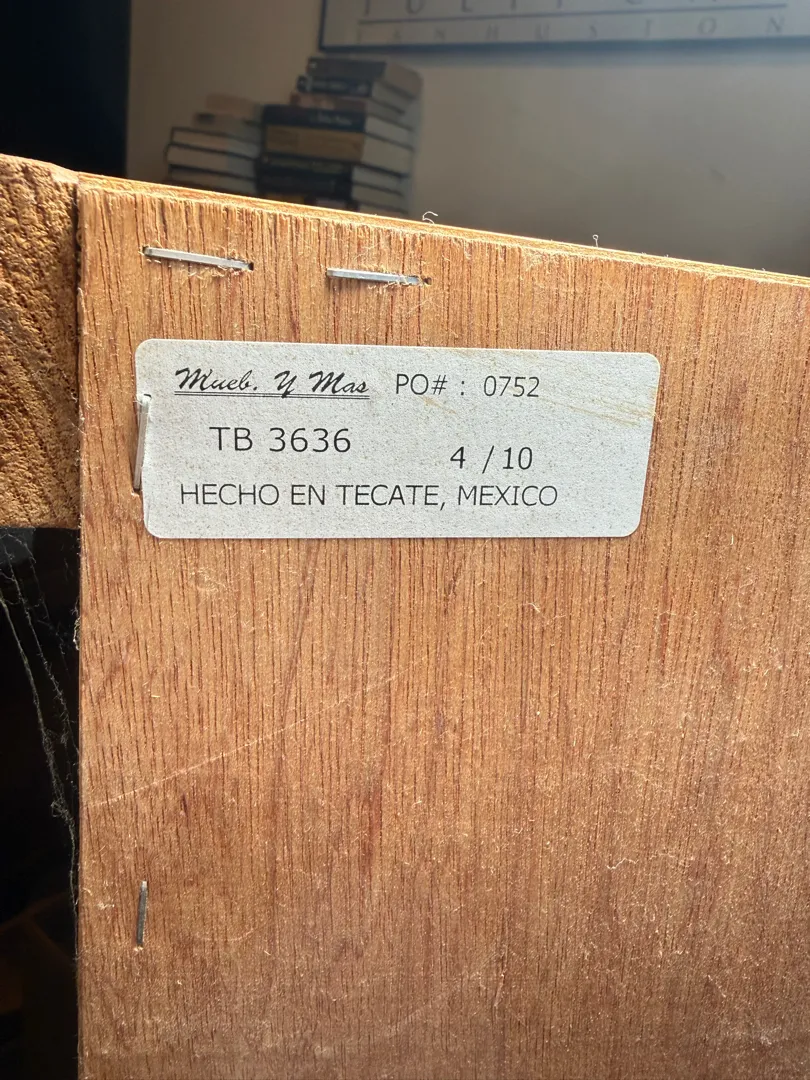 Mueb. Y Mas PO# : 0752
TB 3636
4 / 10
HECHO EN TECATE, MEXICO